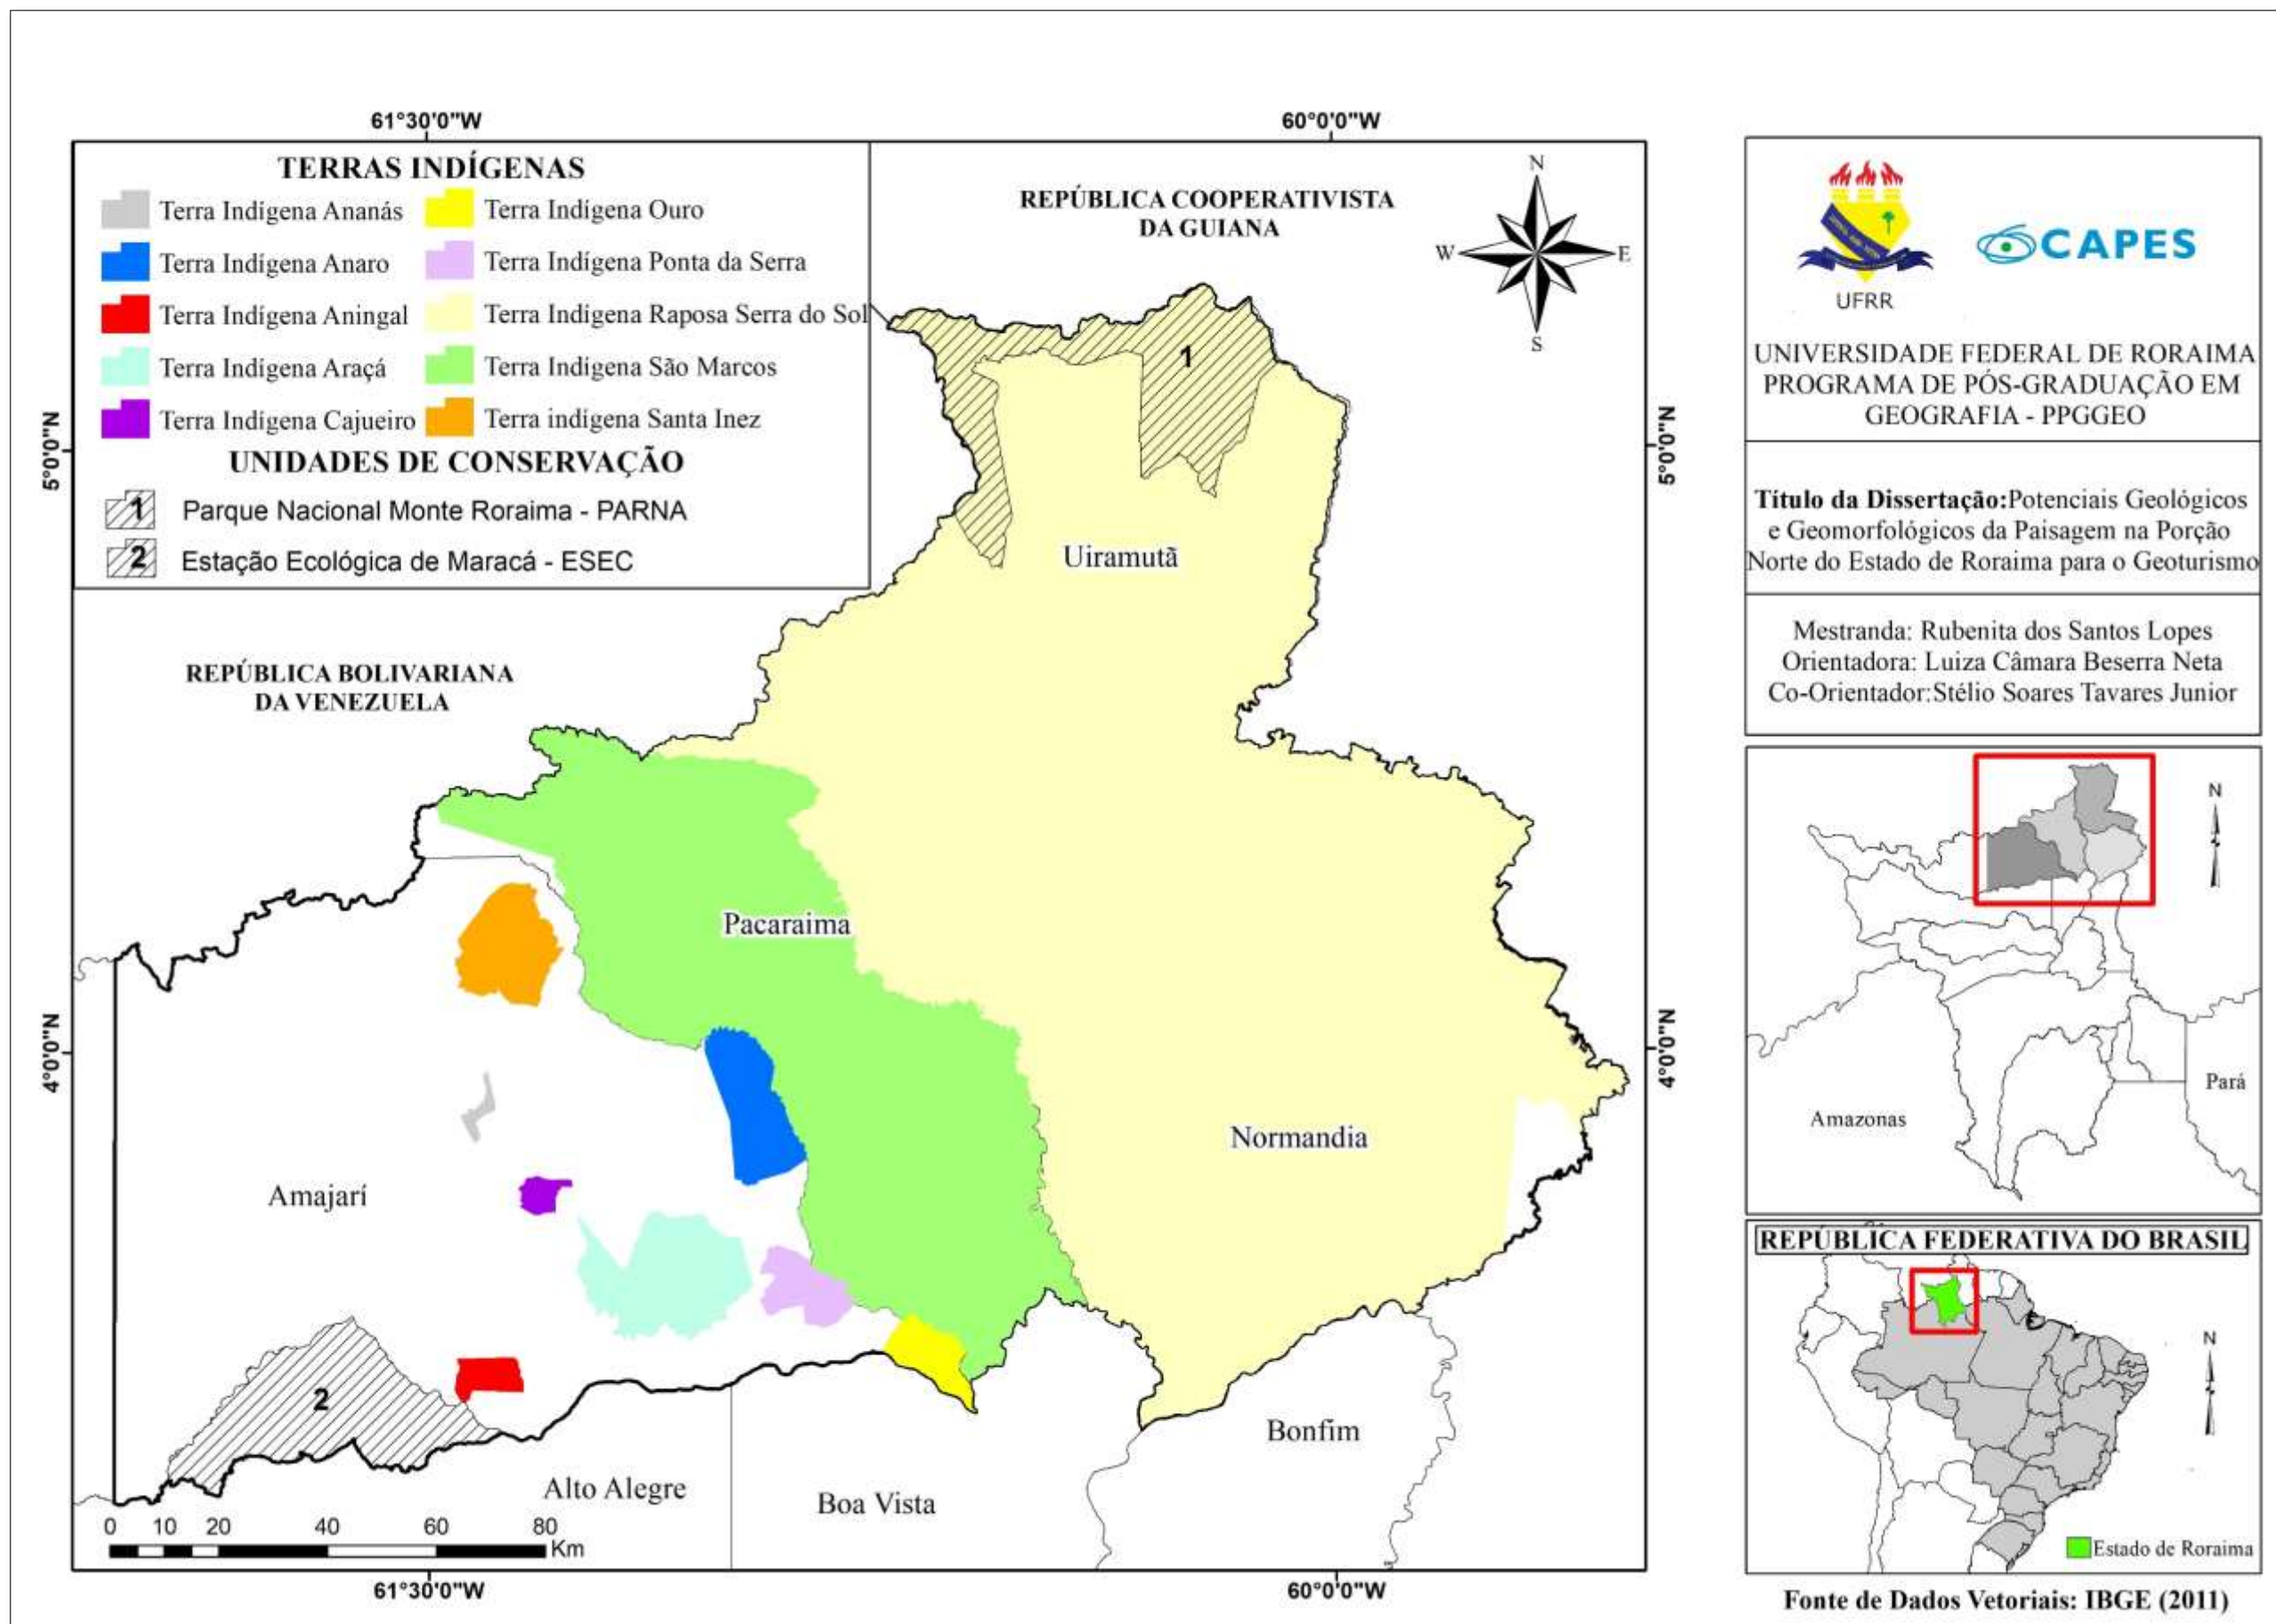 61°30'0"W
60°0'0"W
TERRAS INDÍGENAS
Terra Indígena Ananás
Terra Indígena Anaro
Terra Indígena Aningal
Terra Indígena Araçá
Terra Indígena Cajueiro
Terra Indígena Ouro
Terra Indígena Ponta da Serra
Terra Indígena Raposa Serra do Sol
Terra Indígena São Marcos
Terra indígena Santa Inez
UNIDADES DE CONSERVAÇÃO
1 Parque Nacional Monte Roraima - PARNA
2 Estação Ecológica de Maracá - ESEC
REPÚBLICA COOPERATIVISTA
DA GUIANA
N
W
E
S
1
5°0'0"N
5°0'0"N
Uiramutã
REPÚBLICA BOLIVARIANA
DA VENEZUELA
Pacaraima
4°0'0"N
4°0'0"N
Normandia
Amajarí
2
Bonfim
Alto Alegre
Boa Vista
0 10 20 40 60 80
Km
61°30'0"W
60°0'0"W
UFRR
CAPES
UNIVERSIDADE FEDERAL DE RORAIMA
PROGRAMA DE PÓS-GRADUAÇÃO EM
GEOGRAFIA - PPGGEO
Título da Dissertação:Potenciais Geológicos
e Geomorfológicos da Paisagem na Porção
Norte do Estado de Roraima para o Geoturismo
Mestranda: Rubenita dos Santos Lopes
Orientadora: Luiza Câmara Beserra Neta
Co-Orientador:Stélio Soares Tavares Junior
N
Pará
Amazonas
REPÚBLICA FEDERATIVA DO BRASIL
N
Estado de Roraima
Fonte de Dados Vetoriais: IBGE (2011)